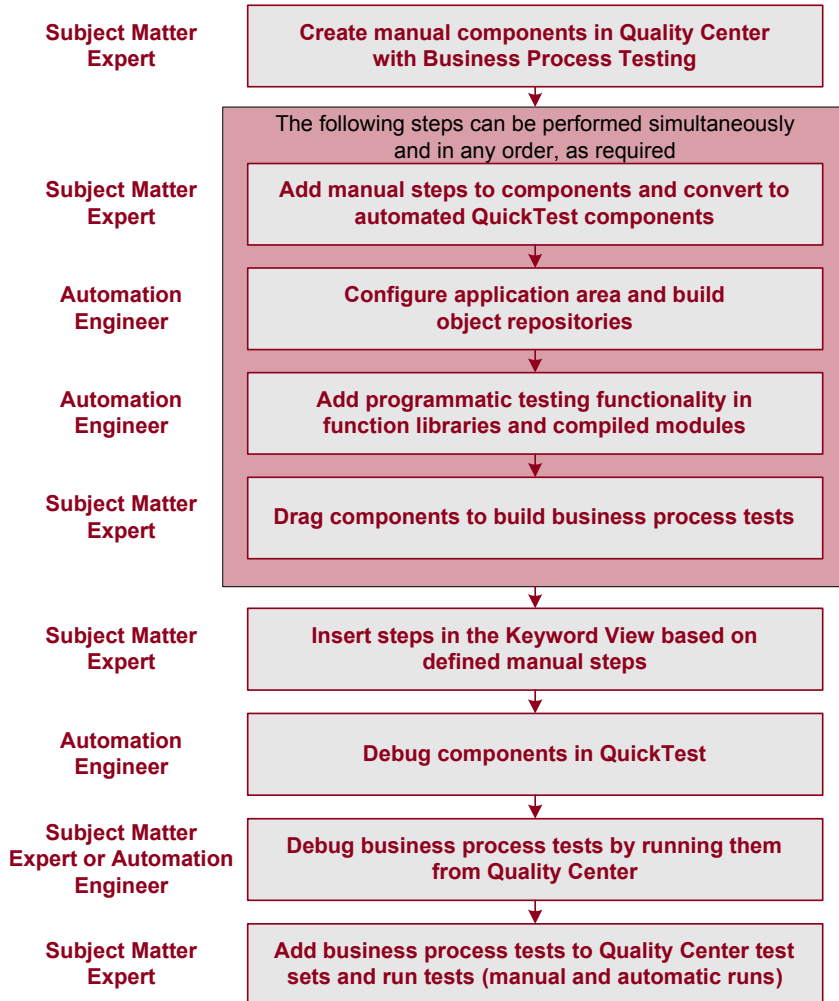 Subject Matter
Expert
Create manual components in Quality Center
with Business Process Testing
The following steps can be performed simultaneously
and in any order, as required
Subject Matter
Expert
Add manual steps to components and convert to
automated QuickTest components
Automation
Engineer
Configure application area and build
object repositories
Automation
Engineer
Add programmatic testing functionality in
function libraries and compiled modules
Subject Matter
Expert
Drag components to build business process tests
Subject Matter
Expert
Insert steps in the Keyword View based on
defined manual steps
Automation
Engineer
Debug components in QuickTest
Subject Matter
Expert or Automation
Engineer
Debug business process tests by running them
from Quality Center
Subject Matter
Expert
Add business process tests to Quality Center test
sets and run tests (manual and automatic runs)